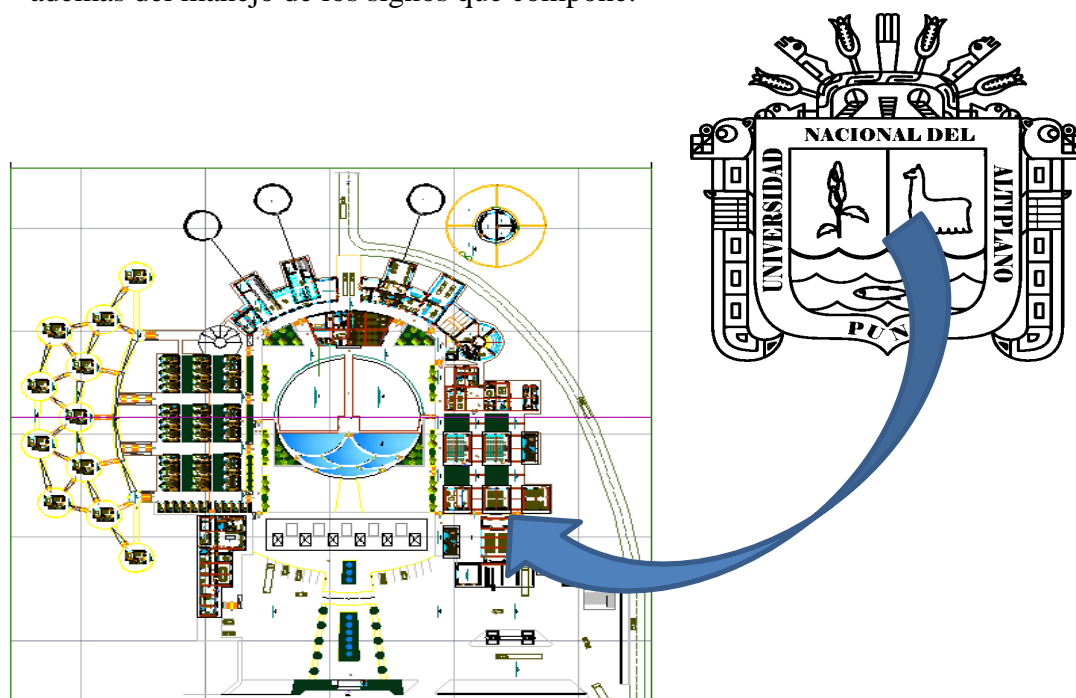 además del manejo de los signos que compone.
NACIONAL DEL
UNIVERSIDAD
ALTIPLANO
PUN